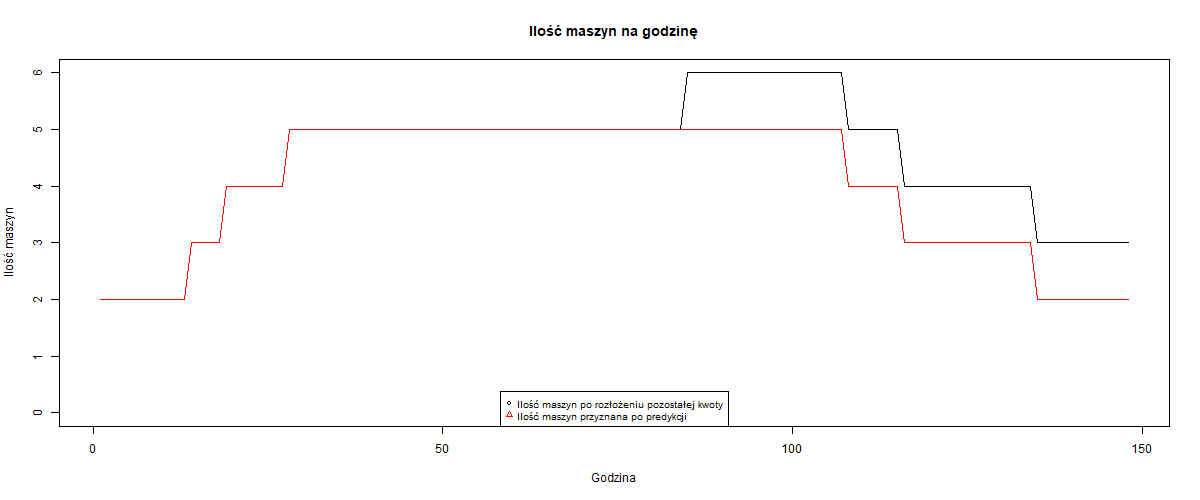 Ilość maszyn na godzinę
Ilość maszyn
6
5
4
3
2
1
0
Ilość maszyn po rozłożeniu pozostałej kwoty
Ilość maszyn przyznana po predykcji
0 50 100 150
Godzina